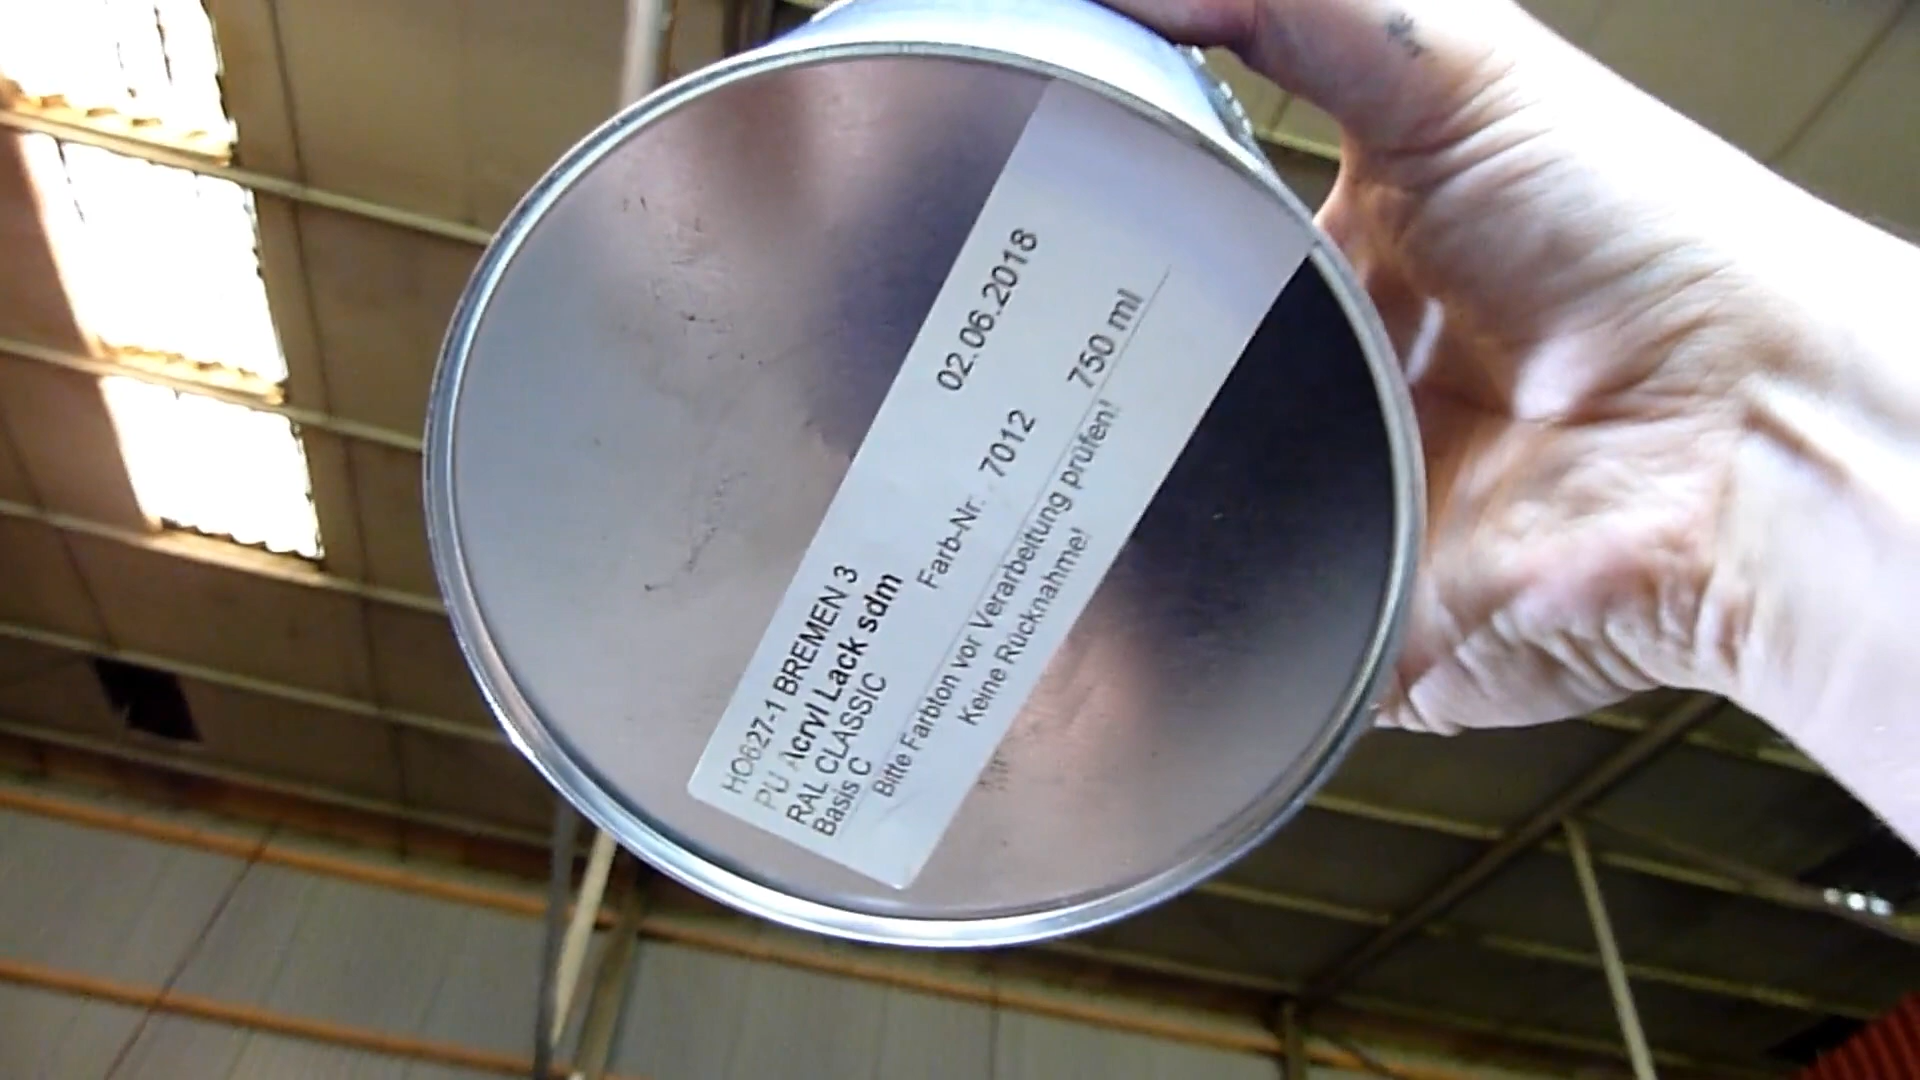 HO627-1 BREMEN 3 02.06.2018
PU Acryl Lack sdm
RAL CLASSIC Farb-Nr. 7012
Basis C 750 ml
Bitte Farbton vor Verarbeitung prüfen!
Keine Rücknahme!